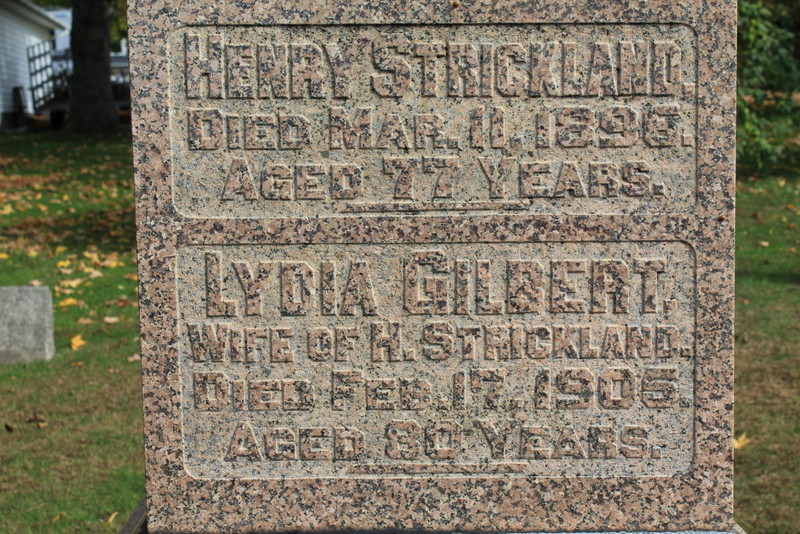 HENRY STRICKLAND,
DIED MAR. 11, 1896.
AGED 77 YEARS.
LYDIA GILBERT.
WIFE OF H. STRICKLAND.
DIED FEB. 17, 1905.
AGED 80 YEARS.